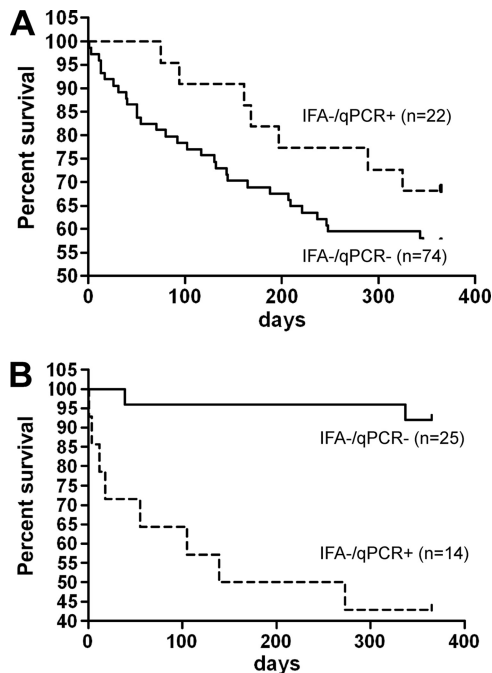 A
105
100
95
90
85
80
75
70
65
60
55
50
Percent survival
IFA-/qPCR+ (n=22)
IFA-/qPCR- (n=74)
0 100 200 300 400
days
B
105
100
95
90
85
80
75
70
65
60
55
50
45
40
Percent survival
IFA-/qPCR- (n=25)
IFA-/qPCR+ (n=14)
0 100 200 300 400
days